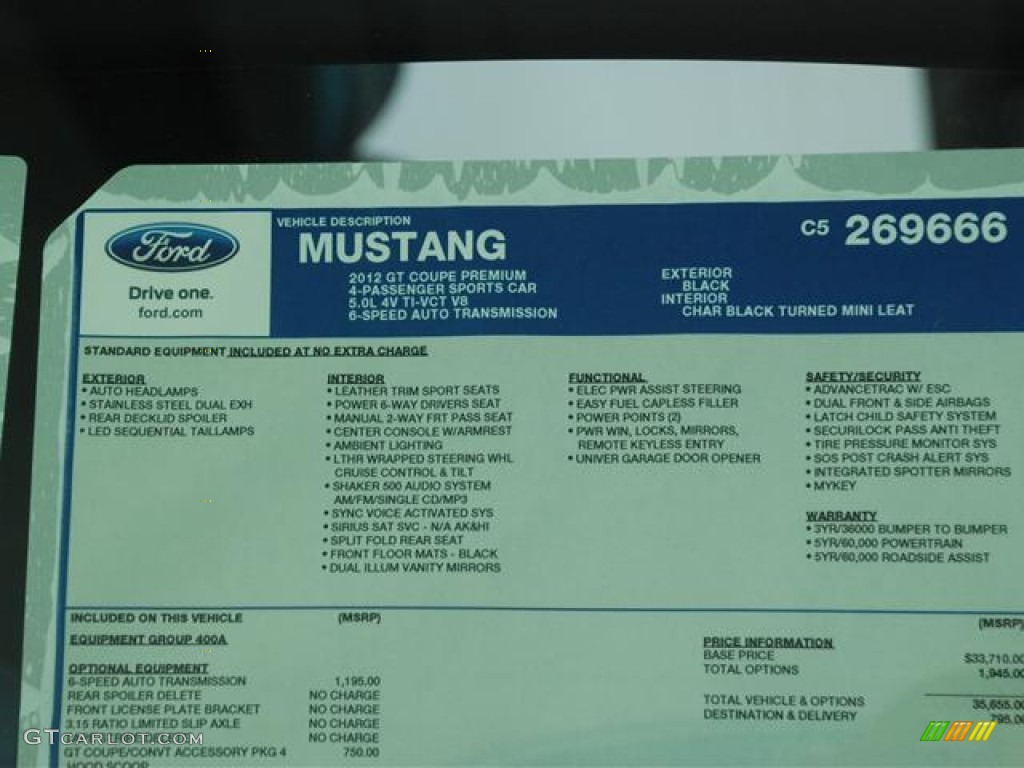 Ford
Drive one.
ford.com
VEHICLE DESCRIPTION
MUSTANG
2012 GT COUPE PREMIUM
4-PASSENGER SPORTS CAR
5.0L 4V TI-VCT V8
6-SPEED AUTO TRANSMISSION
EXTERIOR
BLACK
INTERIOR
CHAR BLACK TURNED MINI LEAT
C5 269666
STANDARD EQUIPMENT INCLUDED AT NO EXTRA CHARGE
EXTERIOR
• AUTO HEADLAMPS
• STAINLESS STEEL DUAL EXH
• REAR DECKLID SPOILER
• LED SEQUENTIAL TAILLAMPS
INTERIOR
• LEATHER TRIM SPORT SEATS
• POWER 6-WAY DRIVERS SEAT
• MANUAL 2-WAY FRT PASS SEAT
• CENTER CONSOLE W/ARMREST
• AMBIENT LIGHTING
• LTHR WRAPPED STEERING WHL
CRUISE CONTROL & TILT
• SHAKER 500 AUDIO SYSTEM
AM/FM/SINGLE CD/MP3
• SYNC VOICE ACTIVATED SYS
• SIRIUS SAT SVC - N/A AK&HI
• SPLIT FOLD REAR SEAT
• FRONT FLOOR MATS - BLACK
• DUAL ILLUM VANITY MIRRORS
FUNCTIONAL
• ELEC PWR ASSIST STEERING
• EASY FUEL CAPLESS FILLER
• POWER POINTS (2)
• PWR WIN, LOCKS, MIRRORS,
REMOTE KEYLESS ENTRY
• UNIVER GARAGE DOOR OPENER
SAFETY/SECURITY
• ADVANCETRAC W/ ESC
• DUAL FRONT & SIDE AIRBAGS
• LATCH CHILD SAFETY SYSTEM
• SECURILOCK PASS ANTI THEFT
• TIRE PRESSURE MONITOR SYS
• SOS POST CRASH ALERT SYS
• INTEGRATED SPOTTER MIRRORS
• MYKEY
WARRANTY
• 3YR/36000 BUMPER TO BUMPER
• 5YR/60,000 POWERTRAIN
• 5YR/60,000 ROADSIDE ASSIST
INCLUDED ON THIS VEHICLE (MSRP)
EQUIPMENT GROUP 400A
OPTIONAL EQUIPMENT
6-SPEED AUTO TRANSMISSION 1,195.00
REAR SPOILER DELETE NO CHARGE
FRONT LICENSE PLATE BRACKET NO CHARGE
3.15 RATIO LIMITED SLIP AXLE NO CHARGE
NO CHARGE
GT COUPE/CONVT ACCESSORY PKG 4 750.00
HOOD SCOOP
(MSRP)
PRICE INFORMATION
BASE PRICE $33,710.00
TOTAL OPTIONS 1,945.00
TOTAL VEHICLE & OPTIONS 35,655.00
DESTINATION & DELIVERY 795.00
GTCARLOT.COM